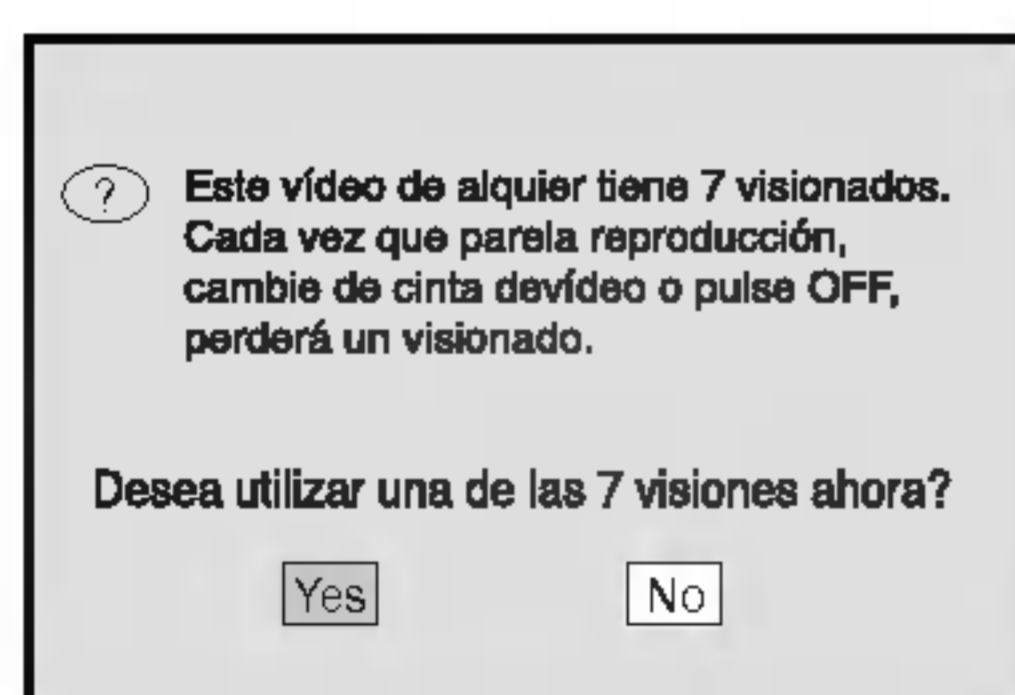 ?
Este vídeo de alquier tiene 7 visionados.
Cada vez que parela reproducción,
cambie de cinta devídeo o pulse OFF,
perderá un visionado.
Desea utilizar una de las 7 visiones ahora?
Yes No